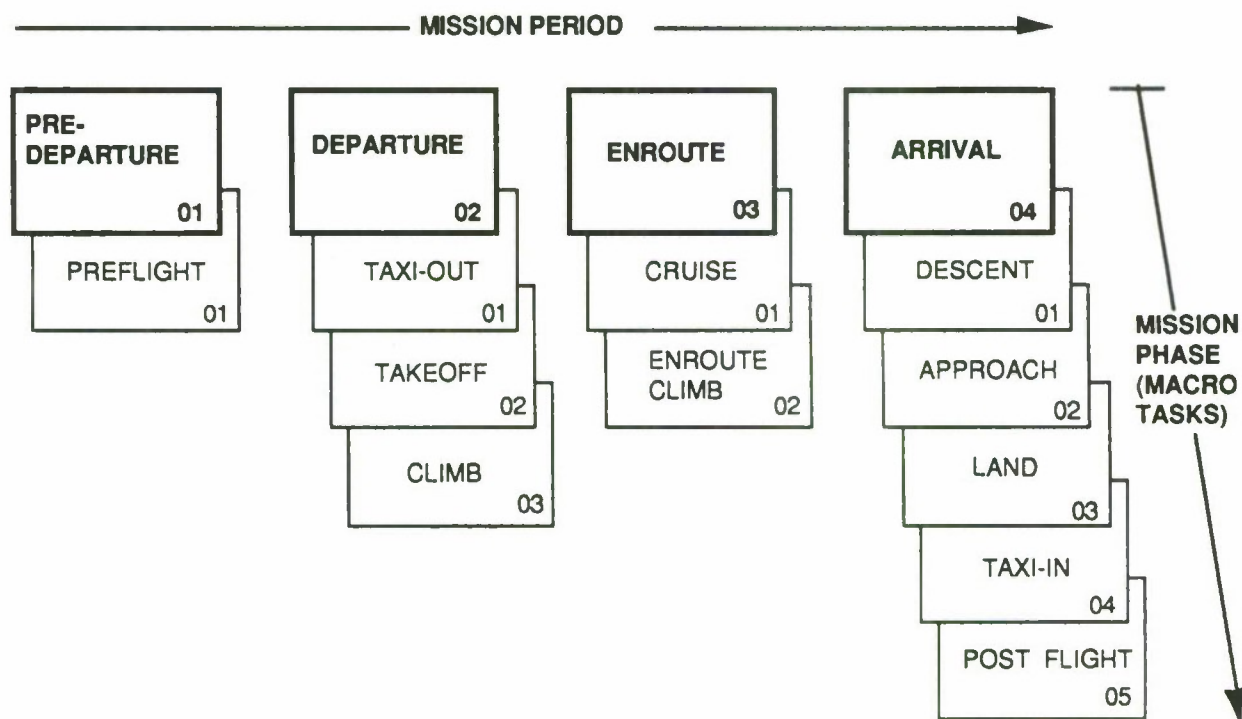 MISSION PERIOD
PRE-
DEPARTURE
01
PREFLIGHT
01
DEPARTURE
02
TAXI-OUT
01
TAKEOFF
02
CLIMB
03
ENROUTE
03
CRUISE
01
ENROUTE
CLIMB
02
ARRIVAL
04
DESCENT
01
APPROACH
02
LAND
03
TAXI-IN
04
POST FLIGHT
05
MISSION
PHASE
(MACRO
TASKS)